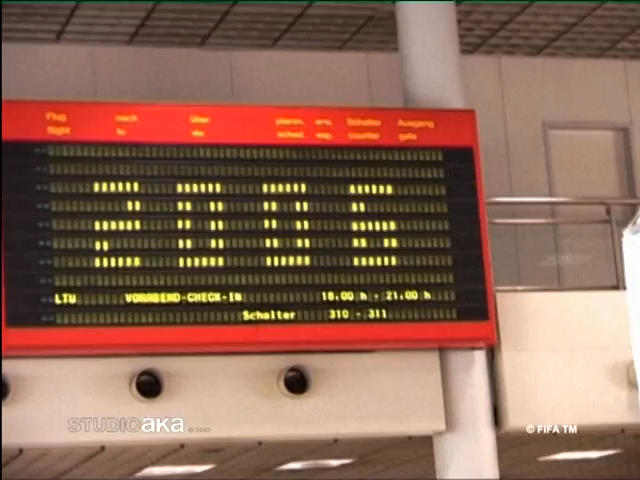 Flug nach über planm. erw. Schalter Ausgang
flight to via sched. exp. counter gate
2006
LTU VORABEND-CHECK-IN 18.00 h - 21.00 h
Schalter 310 - 311
STUDIOaka
© FIFA TM